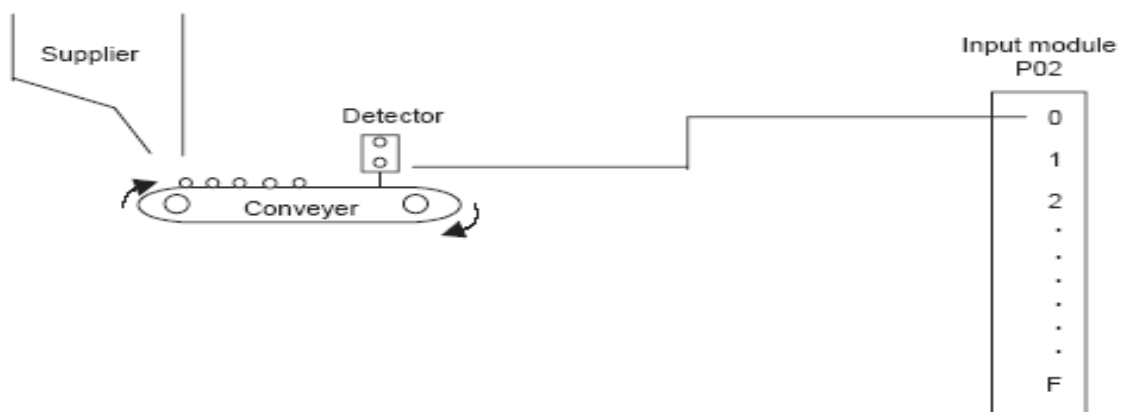 Supplier
Detector
Conveyer
Input module
P02
0
1
2
.
.
.
.
.
.
F